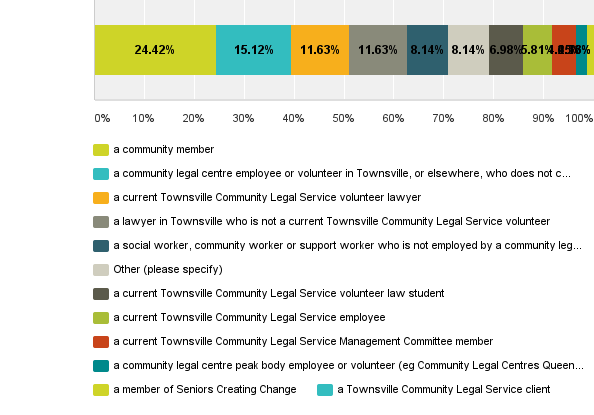 24.42% 15.12% 11.63% 11.63% 8.14% 8.14% 6.98% 5.81%
0% 10% 20% 30% 40% 50% 60% 70% 80% 90% 100%
a community member
a community legal centre employee or volunteer in Townsville, or elsewhere, who does not c...
a current Townsville Community Legal Service volunteer lawyer
a lawyer in Townsville who is not a current Townsville Community Legal Service volunteer
a social worker, community worker or support worker who is not employed by a community leg...
Other (please specify)
a current Townsville Community Legal Service volunteer law student
a current Townsville Community Legal Service employee
a current Townsville Community Legal Service Management Committee member
a community legal centre peak body employee or volunteer (eg Community Legal Centres Queen...
a member of Seniors Creating Change a Townsville Community Legal Service client